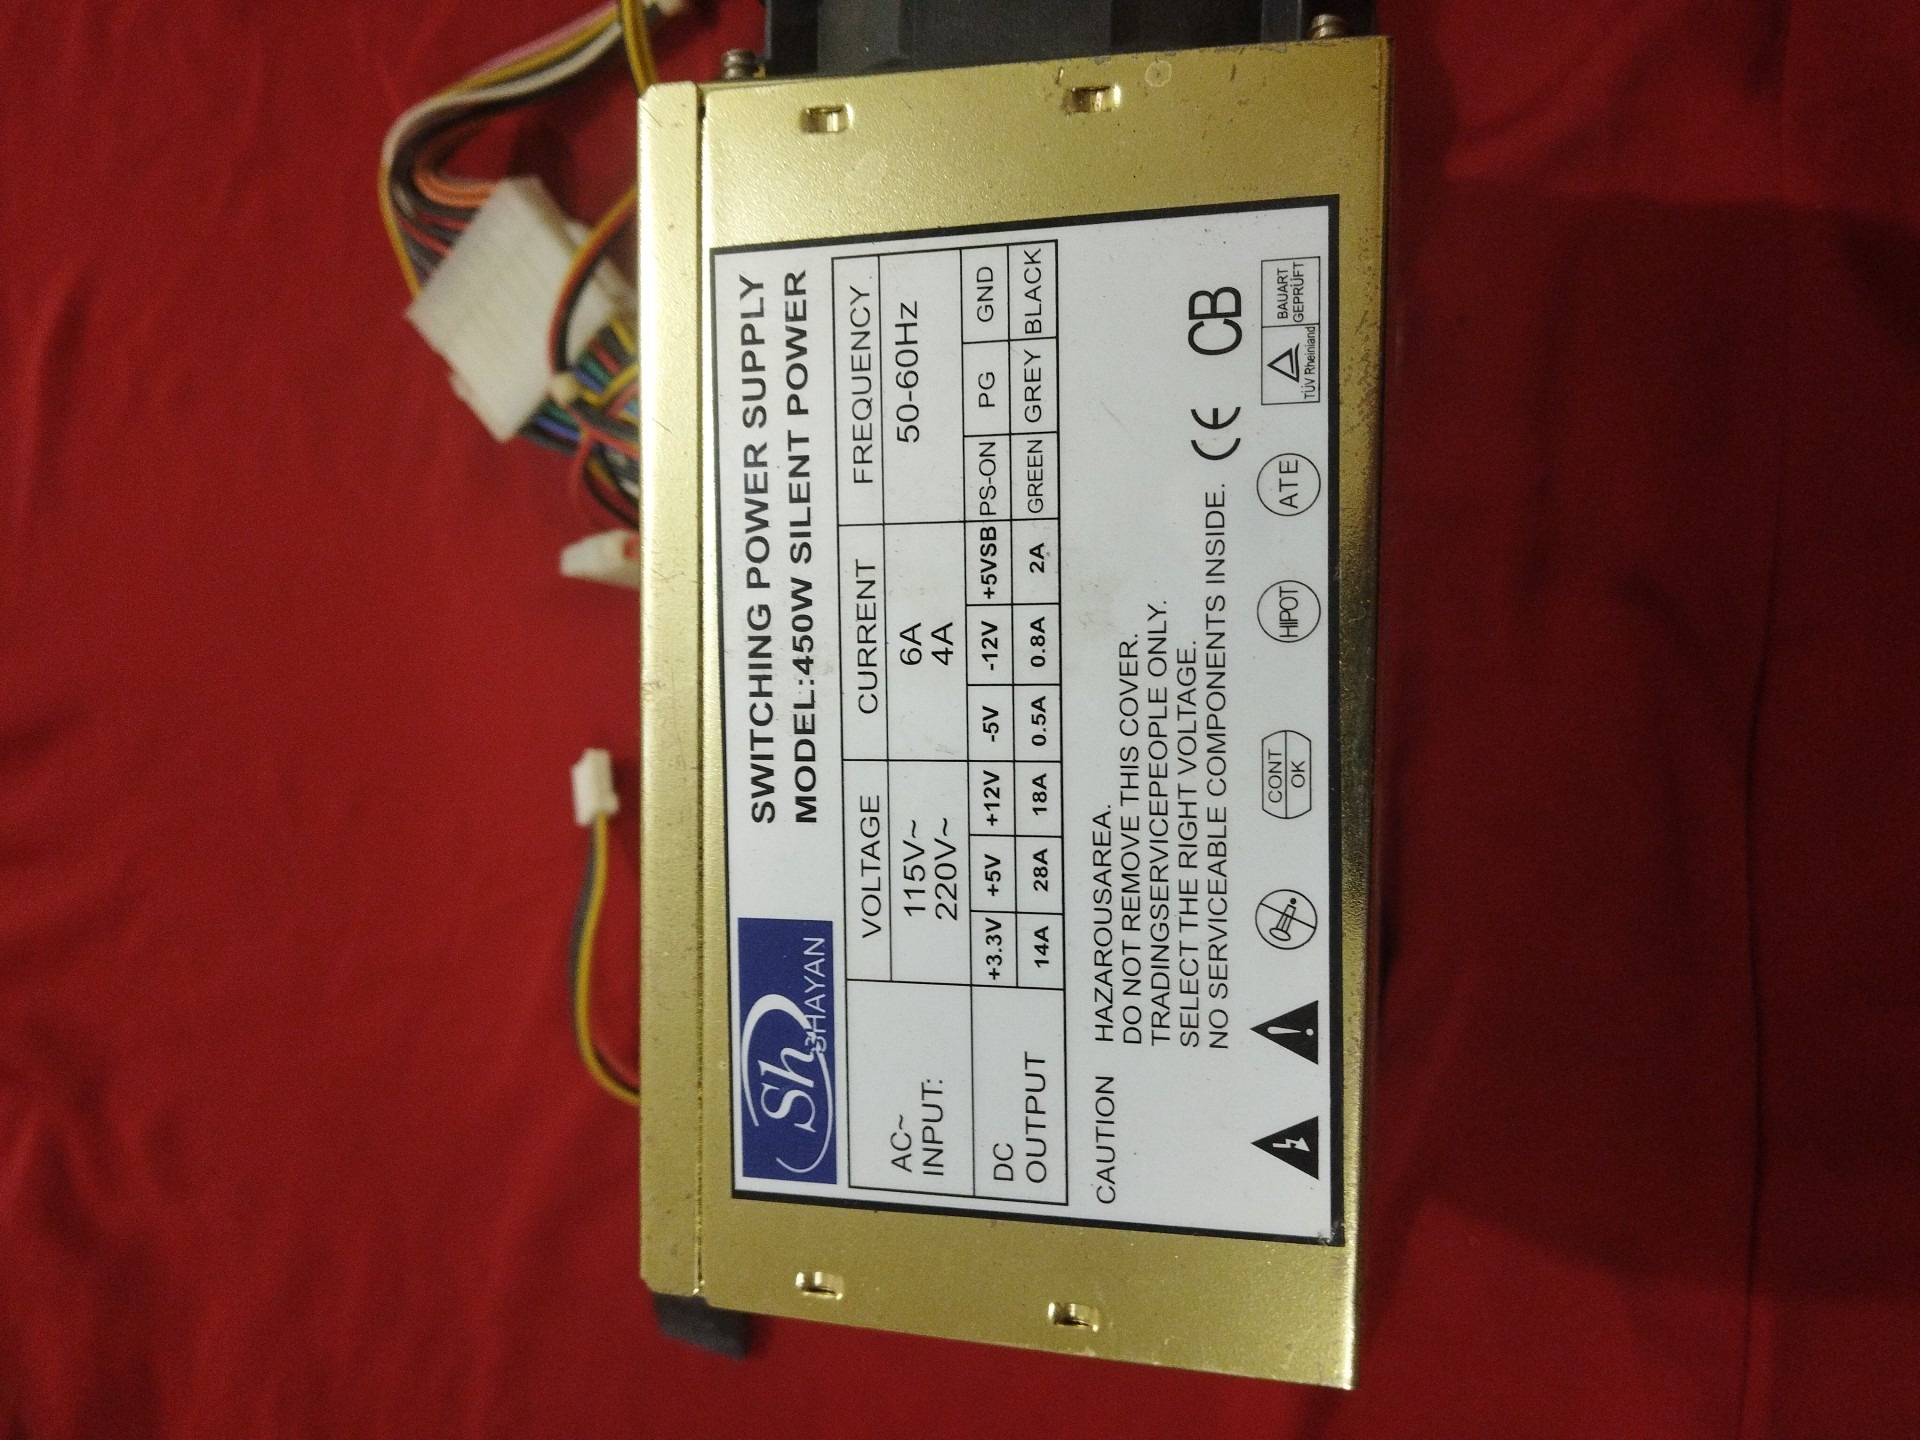 Sh
SHAYAN
SWITCHING POWER SUPPLY
MODEL:450W SILENT POWER
AC~ INPUT:
VOLTAGE CURRENT FREQUENCY
115V~ 6A 50-60Hz
220V~ 4A
DC OUTPUT
+3.3V +5V +12V -5V -12V +5VSB PS-ON PG GND
14A 28A 18A 0.5A 0.8A 2A GREEN GREY BLACK
CAUTION HAZAROUSAREA.
DO NOT REMOVE THIS COVER.
TRADINGSERVICEPEOPLE ONLY.
SELECT THE RIGHT VOLTAGE.
NO SERVICEABLE COMPONENTS INSIDE.
CE CB
CONT OK
HIPOT
ATE
TÜV Rheinland
BAUART
GEPRÜFT